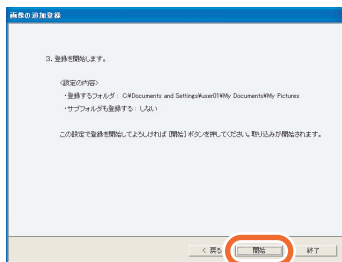 画像の追加登録
3. 登録を開始します。
<設定の内容>
・登録するフォルダ： C:¥Documents and Settings¥user01¥My Documents¥My Pictures
・サブフォルダも登録する：しない
この設定で登録を開始してよろしければ [開始] ボタンを押してください。取り込みが開始されます。
< 戻る
開始
終了